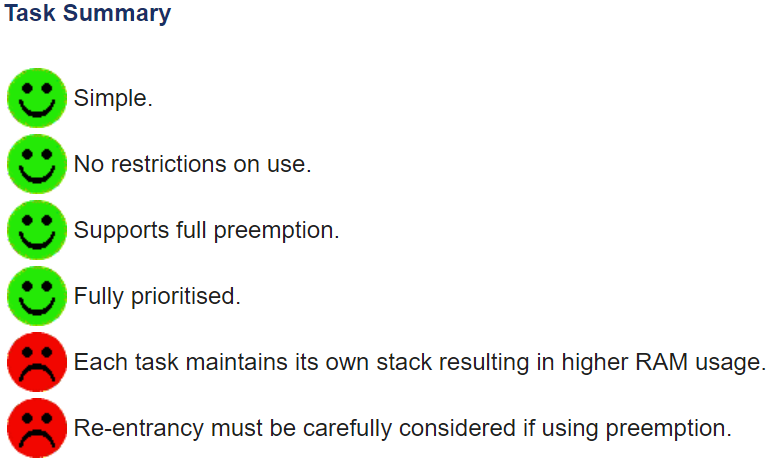 Task Summary
Simple.
No restrictions on use.
Supports full preemption.
Fully prioritised.
Each task maintains its own stack resulting in higher RAM usage.
Re-entrancy must be carefully considered if using preemption.